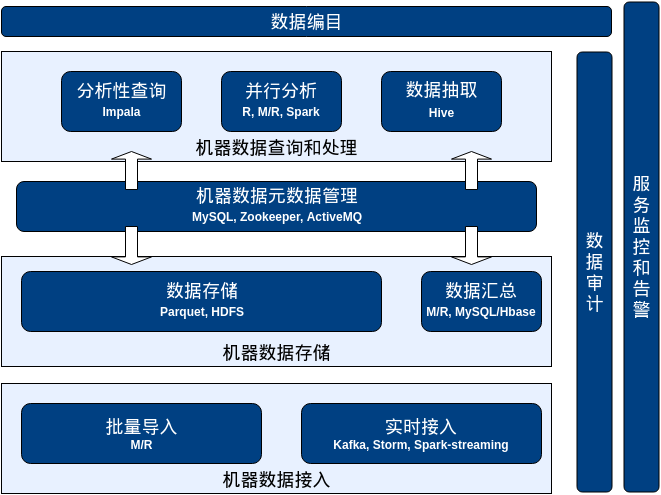 数据编目
分析性查询
Impala
并行分析
R, M/R, Spark
数据抽取
Hive
机器数据查询和处理
机器数据元数据管理
MySQL, Zookeeper, ActiveMQ
数据存储
Parquet, HDFS
数据汇总
M/R, MySQL/Hbase
机器数据存储
批量导入
M/R
实时接入
Kafka, Storm, Spark-streaming
机器数据接入
数据审计
服务监控和告警